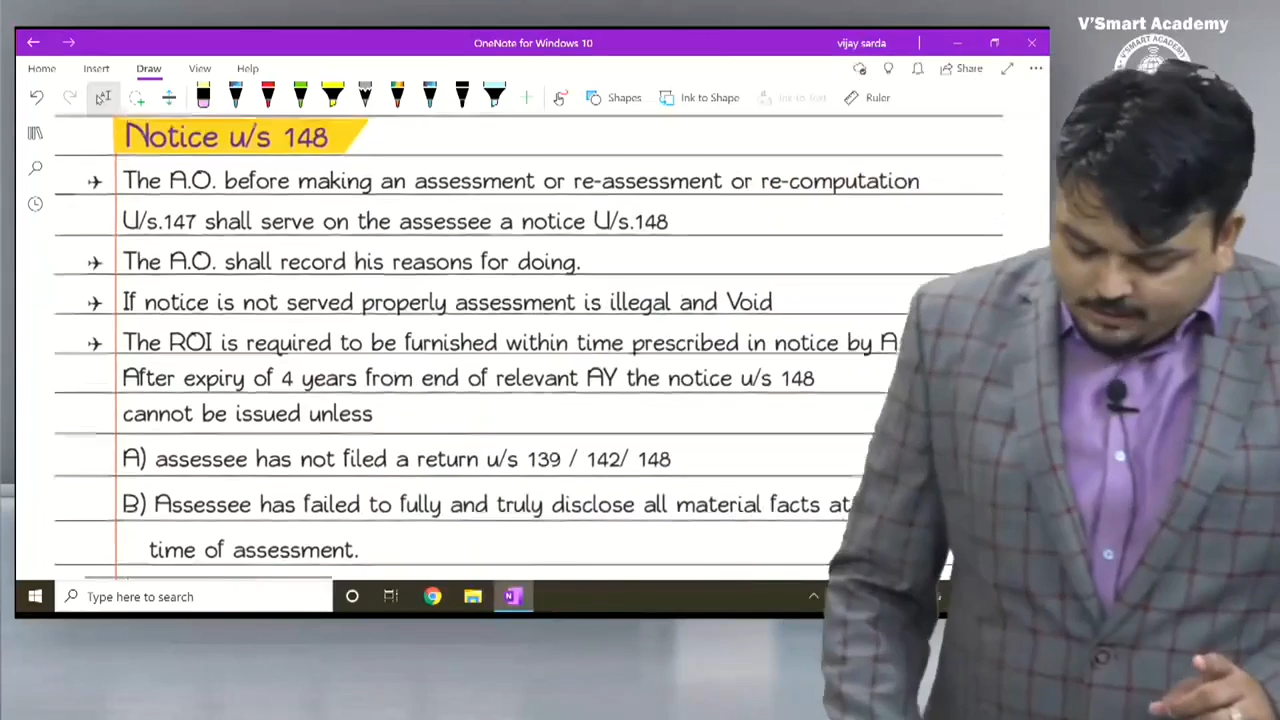 V'Smart Academy
V'SMART ACADEMY
OneNote for Windows 10
vijay sarda
Home Insert Draw View Help
Share
Shapes Ink to Shape Ink to Text Ruler
Notice u/s 148
The A.O. before making an assessment or re-assessment or re-computation
U/s.147 shall serve on the assessee a notice U/s.148
The A.O. shall record his reasons for doing.
If notice is not served properly assessment is illegal and Void
The ROI is required to be furnished within time prescribed in notice by A
After expiry of 4 years from end of relevant AY the notice u/s 148
cannot be issued unless
A) assessee has not filed a return u/s 139 / 142/ 148
B) Assessee has failed to fully and truly disclose all material facts at
time of assessment.
Type here to search